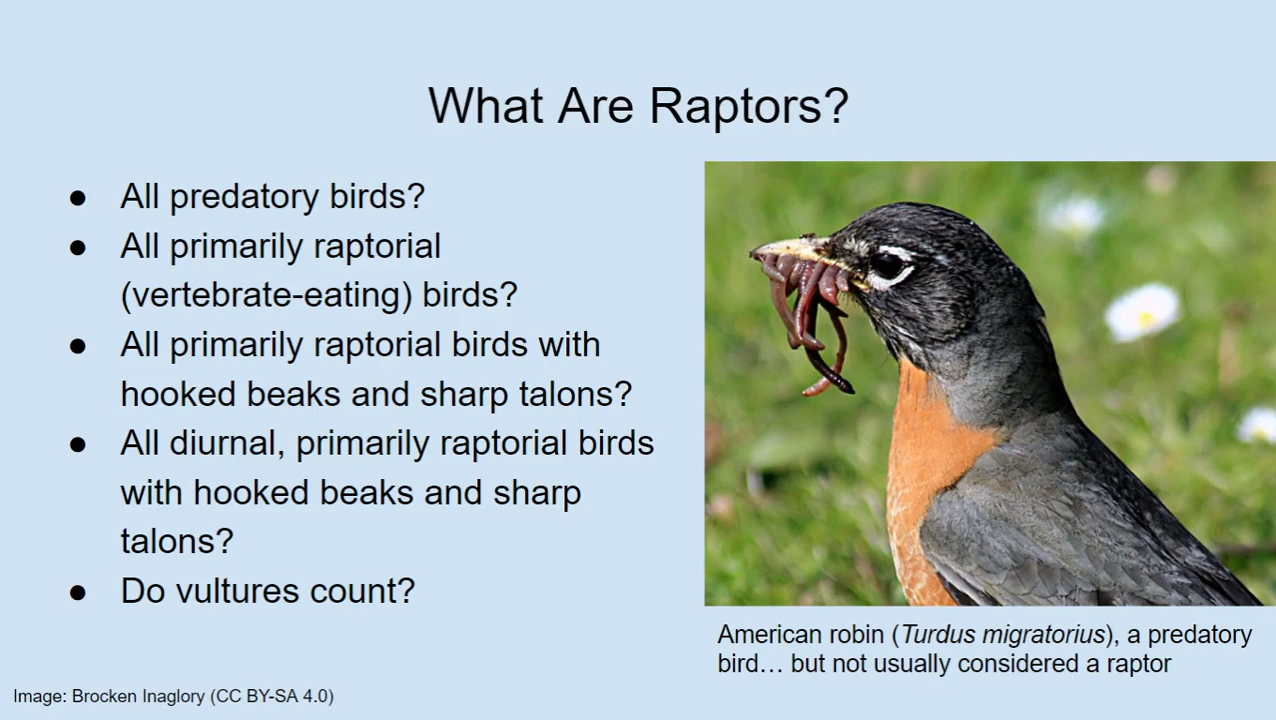 What Are Raptors?
● All predatory birds?
● All primarily raptorial
(vertebrate-eating) birds?
● All primarily raptorial birds with
hooked beaks and sharp talons?
● All diurnal, primarily raptorial birds
with hooked beaks and sharp
talons?
● Do vultures count?
American robin (Turdus migratorius), a predatory
bird… but not usually considered a raptor
Image: Brocken Inaglory (CC BY-SA 4.0)